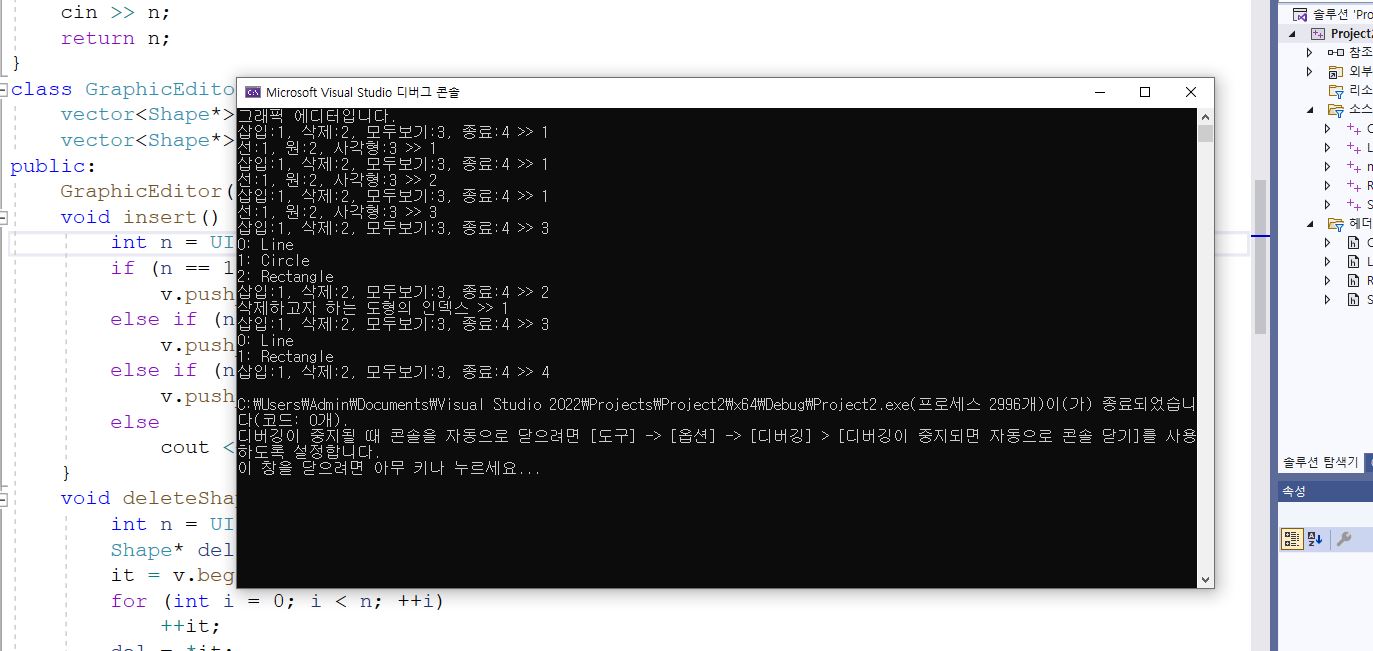 cin >> n;
return n;
}
class GraphicEdito
vector<Shape*>
vector<Shape*>
public:
GraphicEditor(
void insert()
int n = UI
if (n == 1
v.push
else if (n
v.push
else if (n
v.push
else
cout <
}
void deleteSha
int n = UI
Shape* del
it = v.beg
for (int i = 0; i < n; ++i)
++it;
del = *it;
Microsoft Visual Studio 디버그 콘솔
그래픽 에디터입니다.
삽입:1, 삭제:2, 모두보기:3, 종료:4 >> 1
선:1, 원:2, 사각형:3 >> 1
삽입:1, 삭제:2, 모두보기:3, 종료:4 >> 1
선:1, 원:2, 사각형:3 >> 2
삽입:1, 삭제:2, 모두보기:3, 종료:4 >> 1
선:1, 원:2, 사각형:3 >> 3
삽입:1, 삭제:2, 모두보기:3, 종료:4 >> 3
0: Line
1: Circle
2: Rectangle
삽입:1, 삭제:2, 모두보기:3, 종료:4 >> 2
삭제하고자 하는 도형의 인덱스 >> 1
삽입:1, 삭제:2, 모두보기:3, 종료:4 >> 3
0: Line
1: Rectangle
삽입:1, 삭제:2, 모두보기:3, 종료:4 >> 4
C:₩Users₩Admin₩Documents₩Visual Studio 2022₩Projects₩Project2₩x64₩Debug₩Project2.exe(프로세스 2996개)이(가) 종료되었습니
다(코드: 0개).
디버깅이 중지될 때 콘솔을 자동으로 닫으려면 [도구] -> [옵션] -> [디버깅] > [디버깅이 중지되면 자동으로 콘솔 닫기]를 사용
하도록 설정합니다.
이 창을 닫으려면 아무 키나 누르세요...
솔루션 'Pro
Project2
참조
외부
리소
소스
C
L
m
R
S
헤더
C
L
R
S
솔루션 탐색기
속성